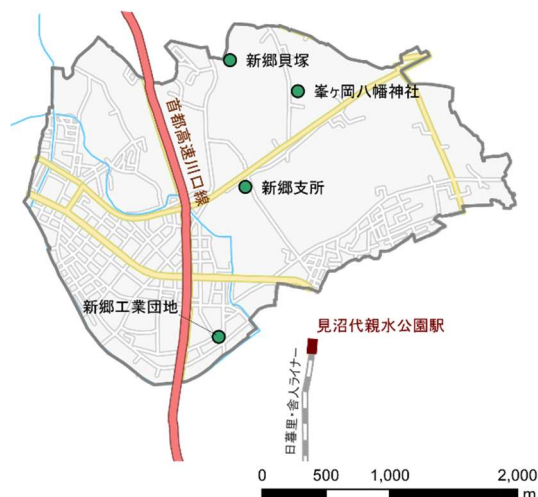 新郷貝塚
峯ヶ岡八幡神社
首都高速川口線
新郷支所
新郷工業団地
見沼代親水公園駅
日暮里・舎人ライナー
0 500 1,000 2,000
m